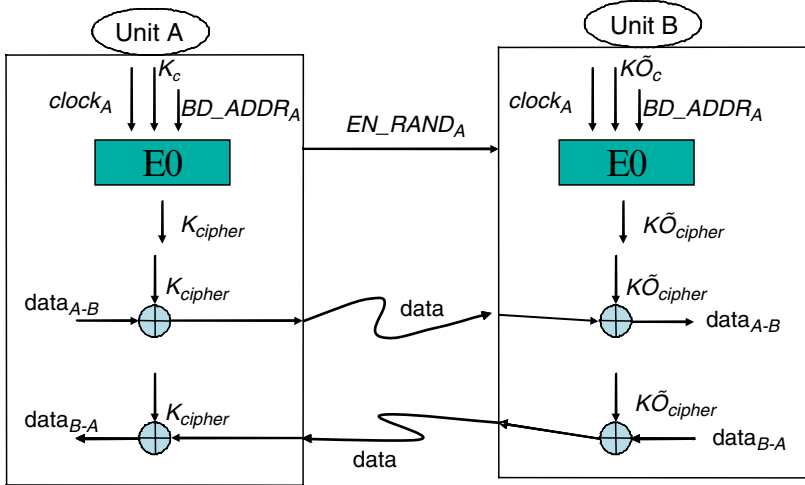 Unit A
Unit B
K_c
clock_A
BD_ADDR_A
E0
EN_RAND_A
KÕ_c
clock_A
BD_ADDR_A
E0
K_cipher
KÕ_cipher
K_cipher
KÕ_cipher
data_A-B
data
data_A-B
K_cipher
KÕ_cipher
data_B-A
data
data_B-A